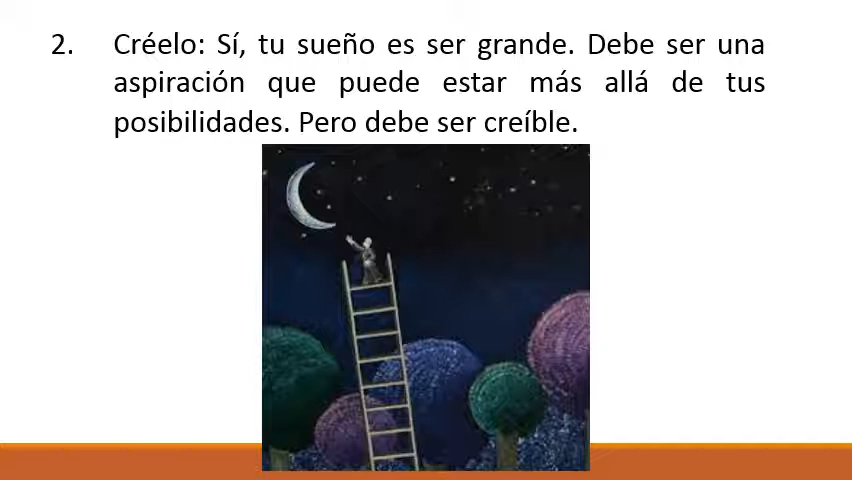 2. Créelo: Sí, tu sueño es ser grande. Debe ser una
aspiración que puede estar más allá de tus
posibilidades. Pero debe ser creíble.